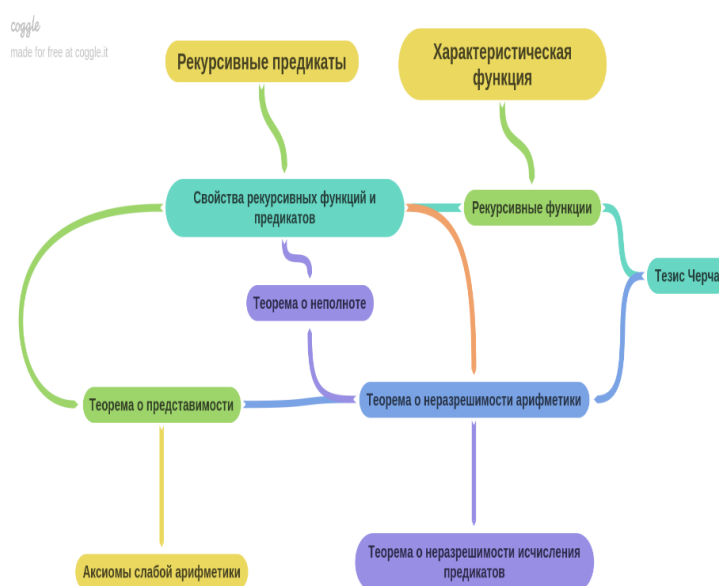 coggle
made for free at coggle.it
Рекурсивные предикаты
Характеристическая
функция
Свойства рекурсивных функций и
предикатов
Рекурсивные функции
Тезис Черча
Теорема о неполноте
Теорема о представимости
Теорема о неразрешимости арифметики
Аксиомы слабой арифметики
Теорема о неразрешимости исчисления
предикатов